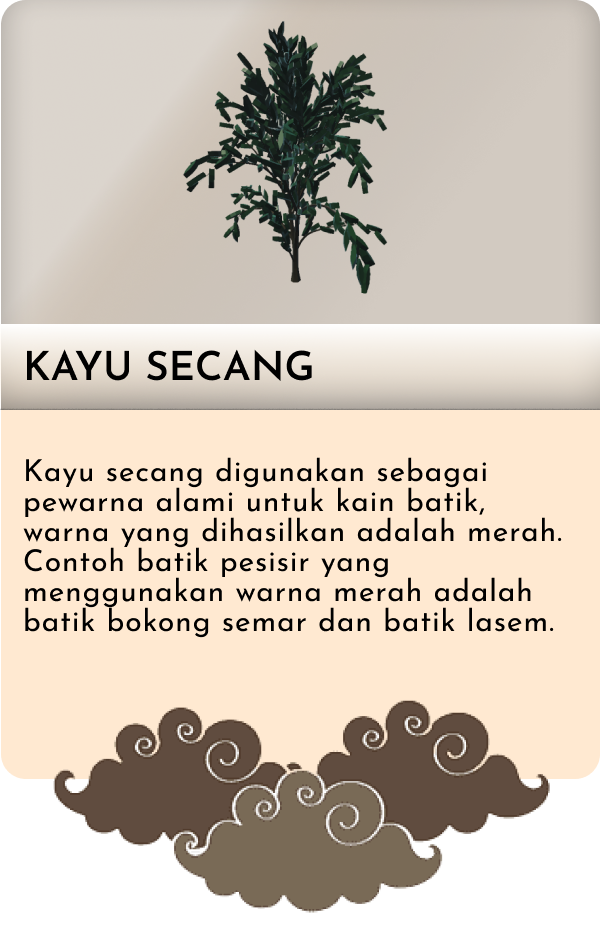 KAYU SECANG
Kayu secang digunakan sebagai
pewarna alami untuk kain batik,
warna yang dihasilkan adalah merah.
Contoh batik pesisir yang
menggunakan warna merah adalah
batik bokong semar dan batik lasem.